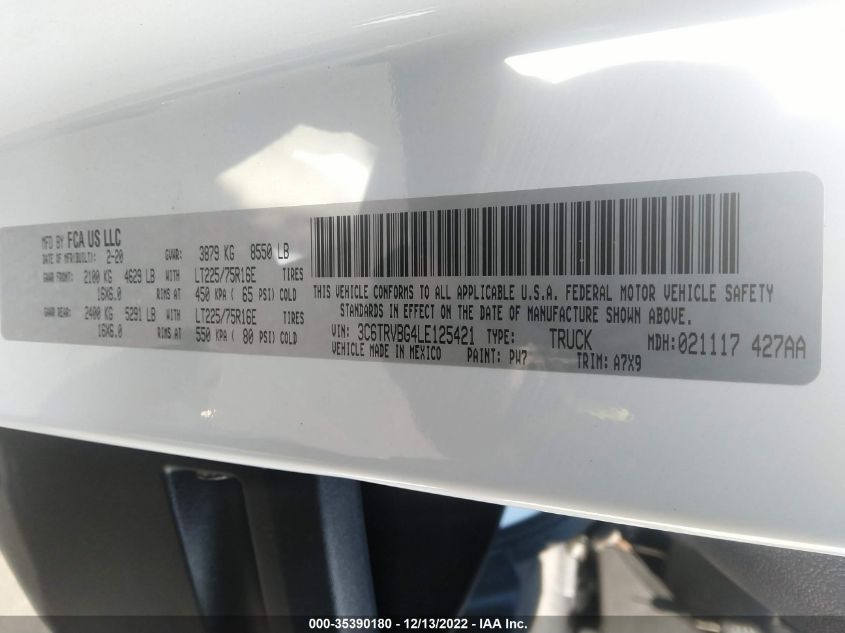 MFD BY FCA US LLC
DATE OF MFR(BUILT): 2-20 GVWR: 3879 KG 8550 LB
GAWR FRONT: 2100 KG 4629 LB WITH LT225/75R16E TIRES
16X6.0 RIMS AT 450 KPA ( 65 PSI) COLD
GAWR REAR: 2400 KG 5291 LB WITH LT225/75R16E TIRES
16X6.0 RIMS AT 550 KPA ( 80 PSI) COLD
THIS VEHICLE CONFORMS TO ALL APPLICABLE U.S.A. FEDERAL MOTOR VEHICLE SAFETY
STANDARDS IN EFFECT ON THE DATE OF MANUFACTURE SHOWN ABOVE.
VIN: 3C6TRVBG4LE125421 TYPE: TRUCK MDH:021117 427AA
VEHICLE MADE IN MEXICO PAINT: PW7 TRIM: A7X9
000-35390180 - 12/13/2022 - IAA Inc.